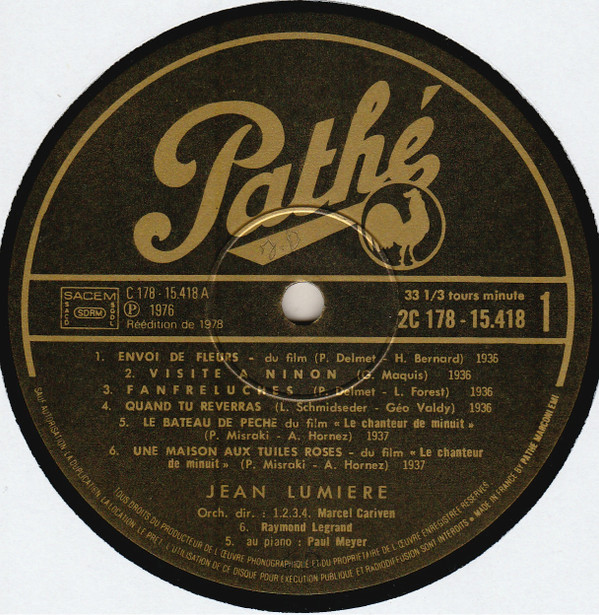 Pathé
SACEM
SACD SDRM SGDL
C 178 - 15.418 A
Ⓟ 1976
Réédition de 1978
33 1/3 tours minute
2C 178 - 15.418
1
1. ENVOI DE FLEURS - du film (P. Delmet - H. Bernard) 1936
2. VISITE A NINON (G. Maquis) 1936
3. FANFRELUCHES (P. Delmet - L. Forest) 1936
4. QUAND TU REVERRAS (L. Schmidseder - Géo Valdy) 1936
5. LE BATEAU DE PECHE du film « Le chanteur de minuit »
(P. Misraki - A. Hornez) 1937
6. UNE MAISON AUX TUILES ROSES - du film « Le chanteur
de minuit » (P. Misraki - A. Hornez) 1937
JEAN LUMIERE
Orch. dir. : 1.2.3.4. Marcel Cariven
6. Raymond Legrand
5. au piano : Paul Meyer
TOUS DROITS DU PRODUCTEUR DE L'ŒUVRE PHONOGRAPHIQUE ET DU PROPRIETAIRE DE L'ŒUVRE ENREGISTREE RESERVES
SAUF AUTORISATION LA DUPLICATION, LA LOCATION, LE PRET, L'UTILISATION DE CE DISQUE POUR EXECUTION PUBLIQUE ET RADIODIFFUSION SONT INTERDITS • MADE IN FRANCE BY PATHE MARCONI EMI